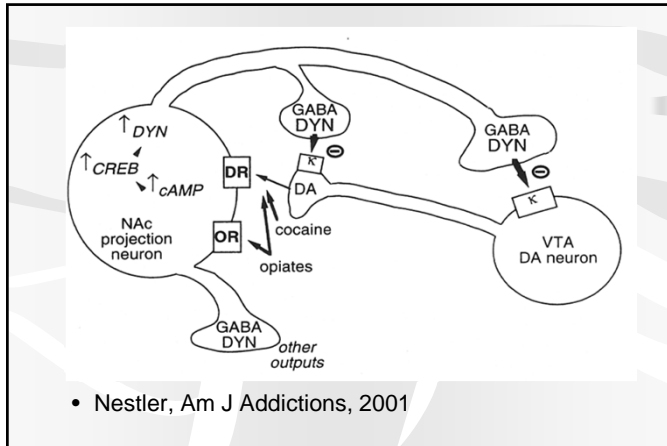 GABA
DYN
GABA
DYN
↑DYN
↑CREB
↑cAMP
κ
⊖
⊖
DR
DA
κ
NAc
projection
neuron
OR
cocaine
opiates
VTA
DA neuron
GABA
DYN
other
outputs
• Nestler, Am J Addictions, 2001